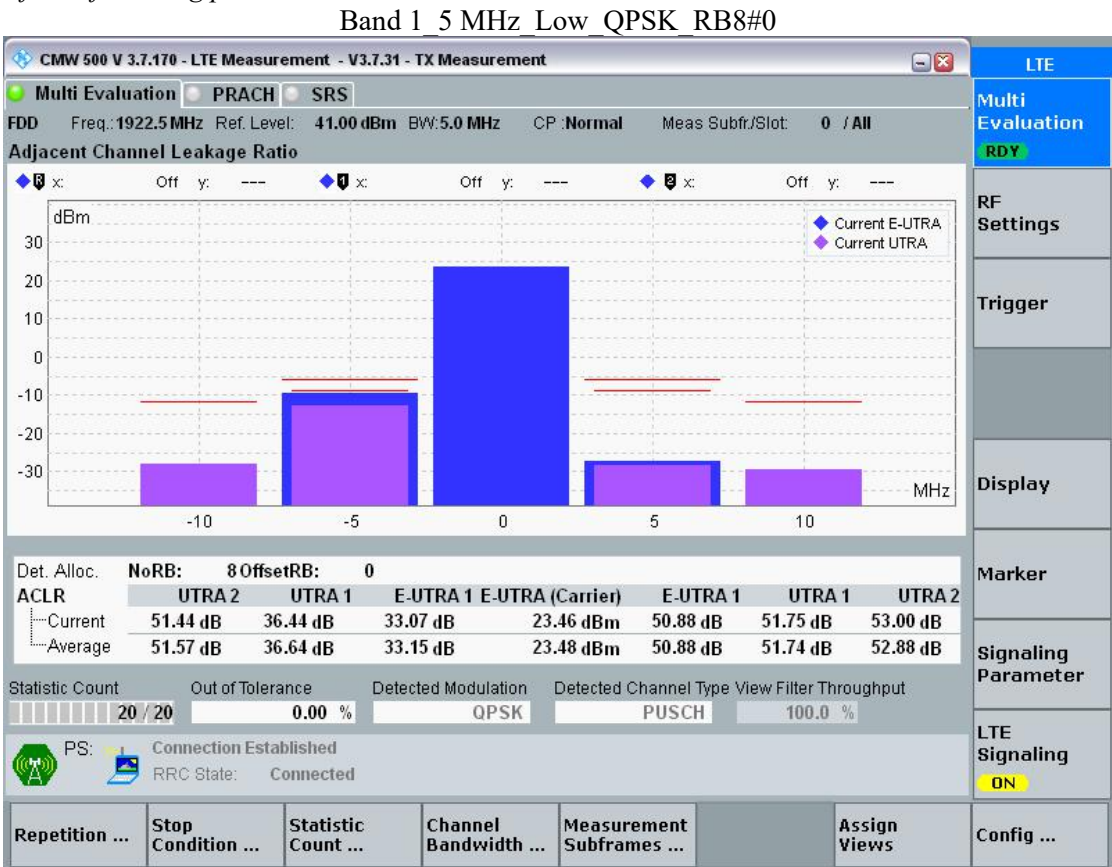 Band 1_5 MHz_Low_QPSK_RB8#0
CMW 500 V 3.7.170 - LTE Measurement - V3.7.31 - TX Measurement
LTE
Multi Evaluation PRACH SRS
Multi Evaluation
RDY
FDD Freq.: 1922.5 MHz Ref. Level: 41.00 dBm BW: 5.0 MHz CP : Normal Meas Subfr./Slot: 0 / All
Adjacent Channel Leakage Ratio
R x: Off y: --- 1 x: Off y: --- 2 x: Off y: ---
dBm
Current E-UTRA
Current UTRA
30
20
10
0
-10
-20
-30
MHz
-10 -5 0 5 10
RF Settings
Trigger
Display
Marker
Signaling Parameter
LTE Signaling
ON
Det. Alloc. NoRB: 8 OffsetRB: 0
ACLR UTRA 2 UTRA 1 E-UTRA 1 E-UTRA (Carrier) E-UTRA 1 UTRA 1 UTRA 2
Current 51.44 dB 36.44 dB 33.07 dB 23.46 dBm 50.88 dB 51.75 dB 53.00 dB
Average 51.57 dB 36.64 dB 33.15 dB 23.48 dBm 50.88 dB 51.74 dB 52.88 dB
Statistic Count Out of Tolerance Detected Modulation Detected Channel Type View Filter Throughput
20 / 20 0.00 % QPSK PUSCH 100.0 %
PS: Connection Established
RRC State: Connected
Repetition ... Stop Condition ... Statistic Count ... Channel Bandwidth ... Measurement Subframes ... Assign Views Config ...